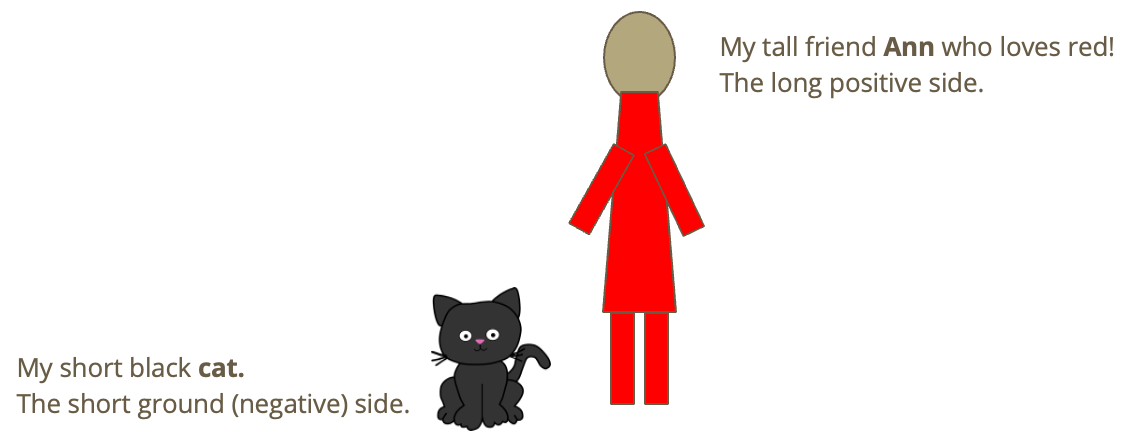 My tall friend Ann who loves red!
The long positive side.
My short black cat.
The short ground (negative) side.